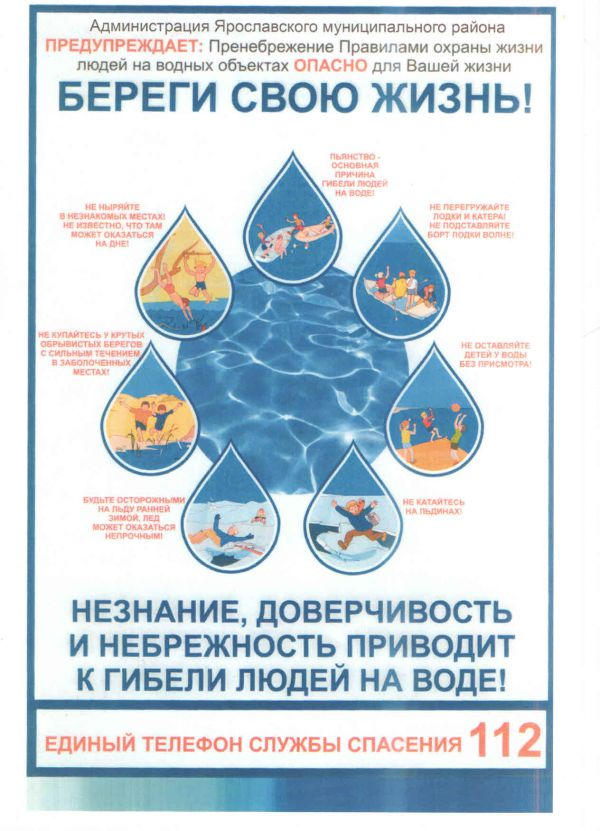 Администрация Ярославского муниципального района
ПРЕДУПРЕЖДАЕТ: Пренебрежение Правилами охраны жизни
людей на водных объектах ОПАСНО для Вашей жизни
БЕРЕГИ СВОЮ ЖИЗНЬ!
ПЬЯНСТВО -
ОСНОВНАЯ
ПРИЧИНА
ГИБЕЛИ ЛЮДЕЙ
НА ВОДЕ!
НЕ НЫРЯЙТЕ
В НЕЗНАКОМЫХ МЕСТАХ!
НЕ ИЗВЕСТНО, ЧТО ТАМ
МОЖЕТ ОКАЗАТЬСЯ
НА ДНЕ!
НЕ ПЕРЕГРУЖАЙТЕ
ЛОДКИ И КАТЕРА!
НЕ ПОДСТАВЛЯЙТЕ
БОРТ ЛОДКИ ВОЛНЕ!
НЕ КУПАЙТЕСЬ У КРУТЫХ
ОБРЫВИСТЫХ БЕРЕГОВ
С СИЛЬНЫМ ТЕЧЕНИЕМ,
В ЗАБОЛОЧЕННЫХ
МЕСТАХ!
НЕ ОСТАВЛЯЙТЕ
ДЕТЕЙ У ВОДЫ
БЕЗ ПРИСМОТРА!
БУДЬТЕ ОСТОРОЖНЫМИ
НА ЛЬДУ РАННЕЙ
ЗИМОЙ, ЛЕД
МОЖЕТ ОКАЗАТЬСЯ
НЕПРОЧНЫМ!
НЕ КАТАЙТЕСЬ
НА ЛЬДИНАХ!
НЕЗНАНИЕ, ДОВЕРЧИВОСТЬ
И НЕБРЕЖНОСТЬ ПРИВОДИТ
К ГИБЕЛИ ЛЮДЕЙ НА ВОДЕ!
ЕДИНЫЙ ТЕЛЕФОН СЛУЖБЫ СПАСЕНИЯ 112